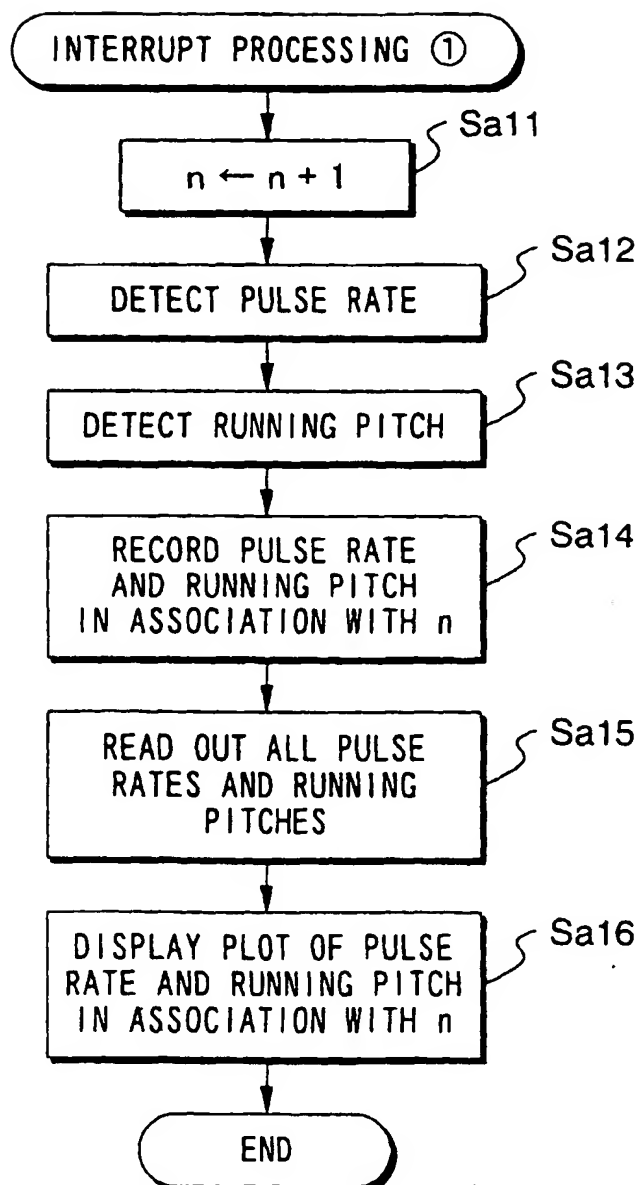 INTERRUPT PROCESSING ①
Sa11
n ← n + 1
Sa12
DETECT PULSE RATE
Sa13
DETECT RUNNING PITCH
Sa14
RECORD PULSE RATE
AND RUNNING PITCH
IN ASSOCIATION WITH n
Sa15
READ OUT ALL PULSE
RATES AND RUNNING
PITCHES
Sa16
DISPLAY PLOT OF PULSE
RATE AND RUNNING PITCH
IN ASSOCIATION WITH n
END